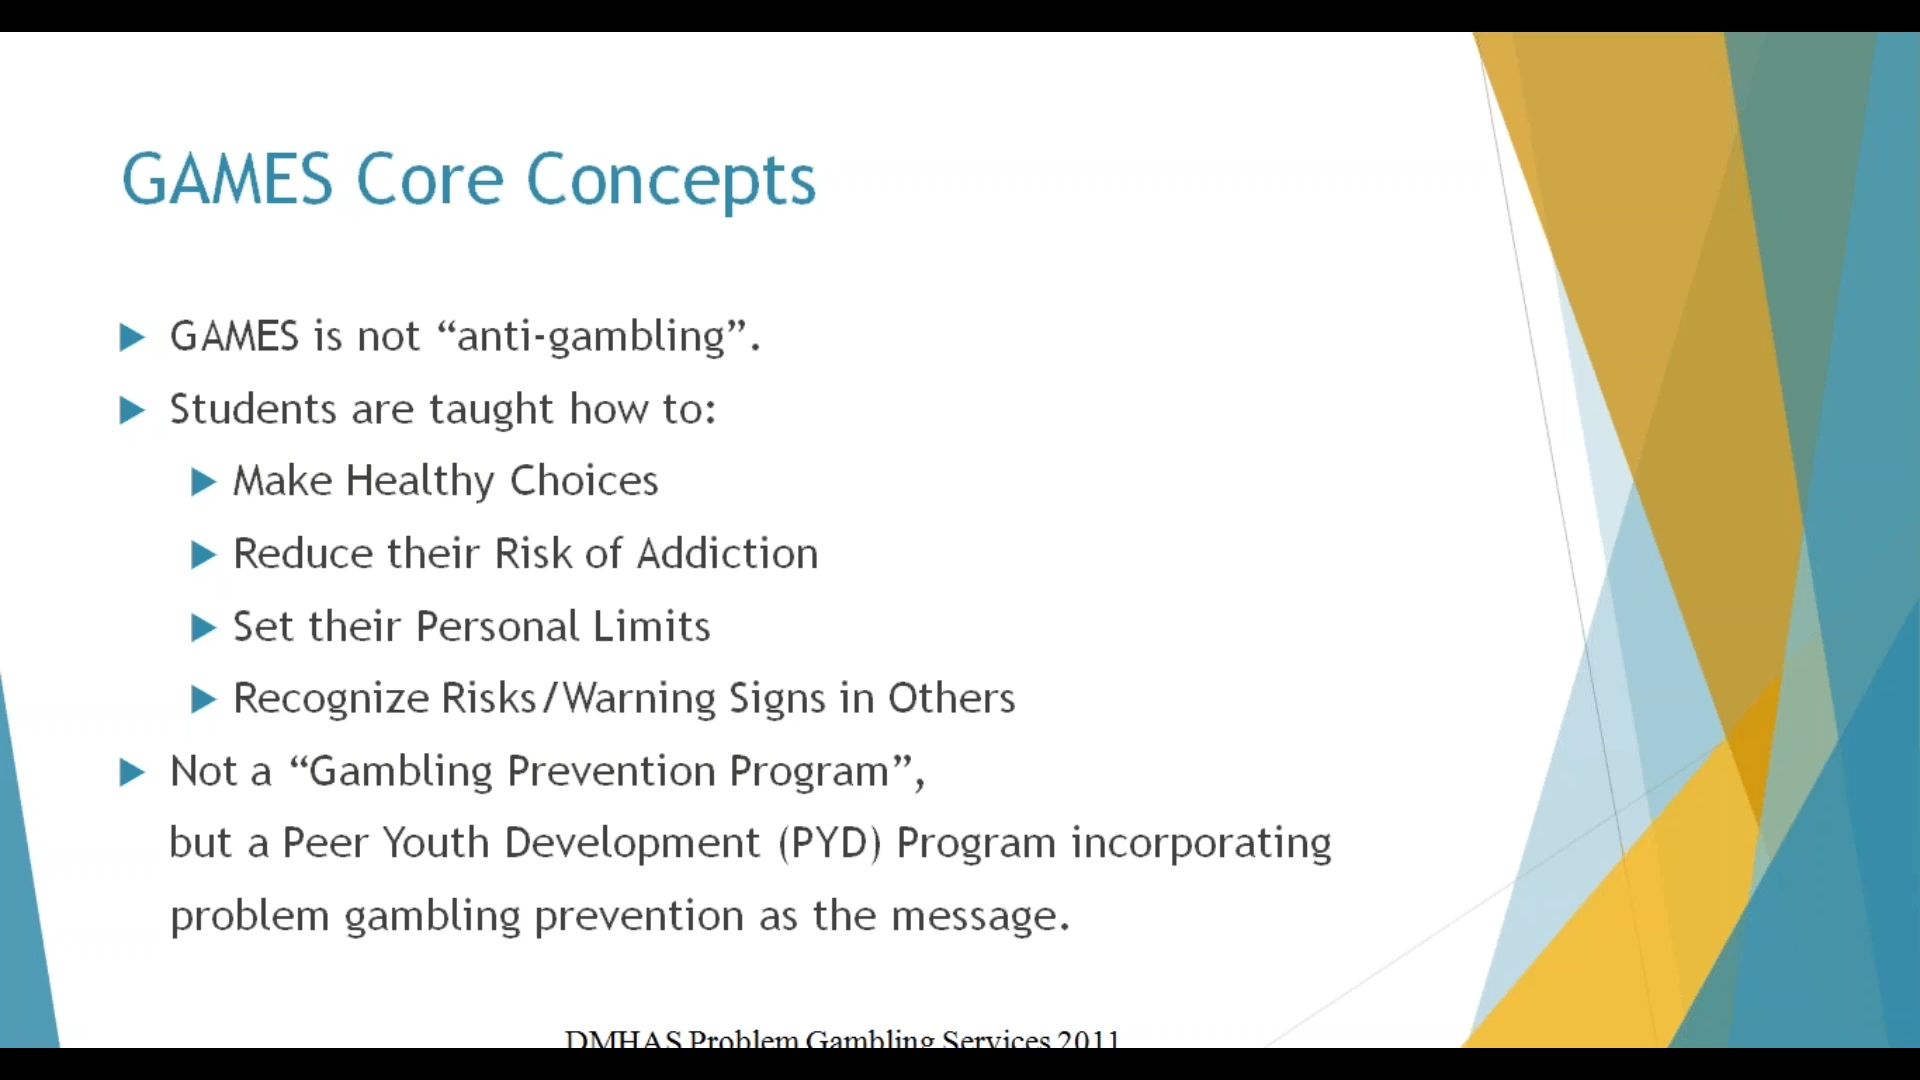 GAMES Core Concepts
GAMES is not “anti-gambling”.
Students are taught how to:
Make Healthy Choices
Reduce their Risk of Addiction
Set their Personal Limits
Recognize Risks/Warning Signs in Others
Not a “Gambling Prevention Program”,
but a Peer Youth Development (PYD) Program incorporating
problem gambling prevention as the message.
DMHAS Problem Gambling Services 2011